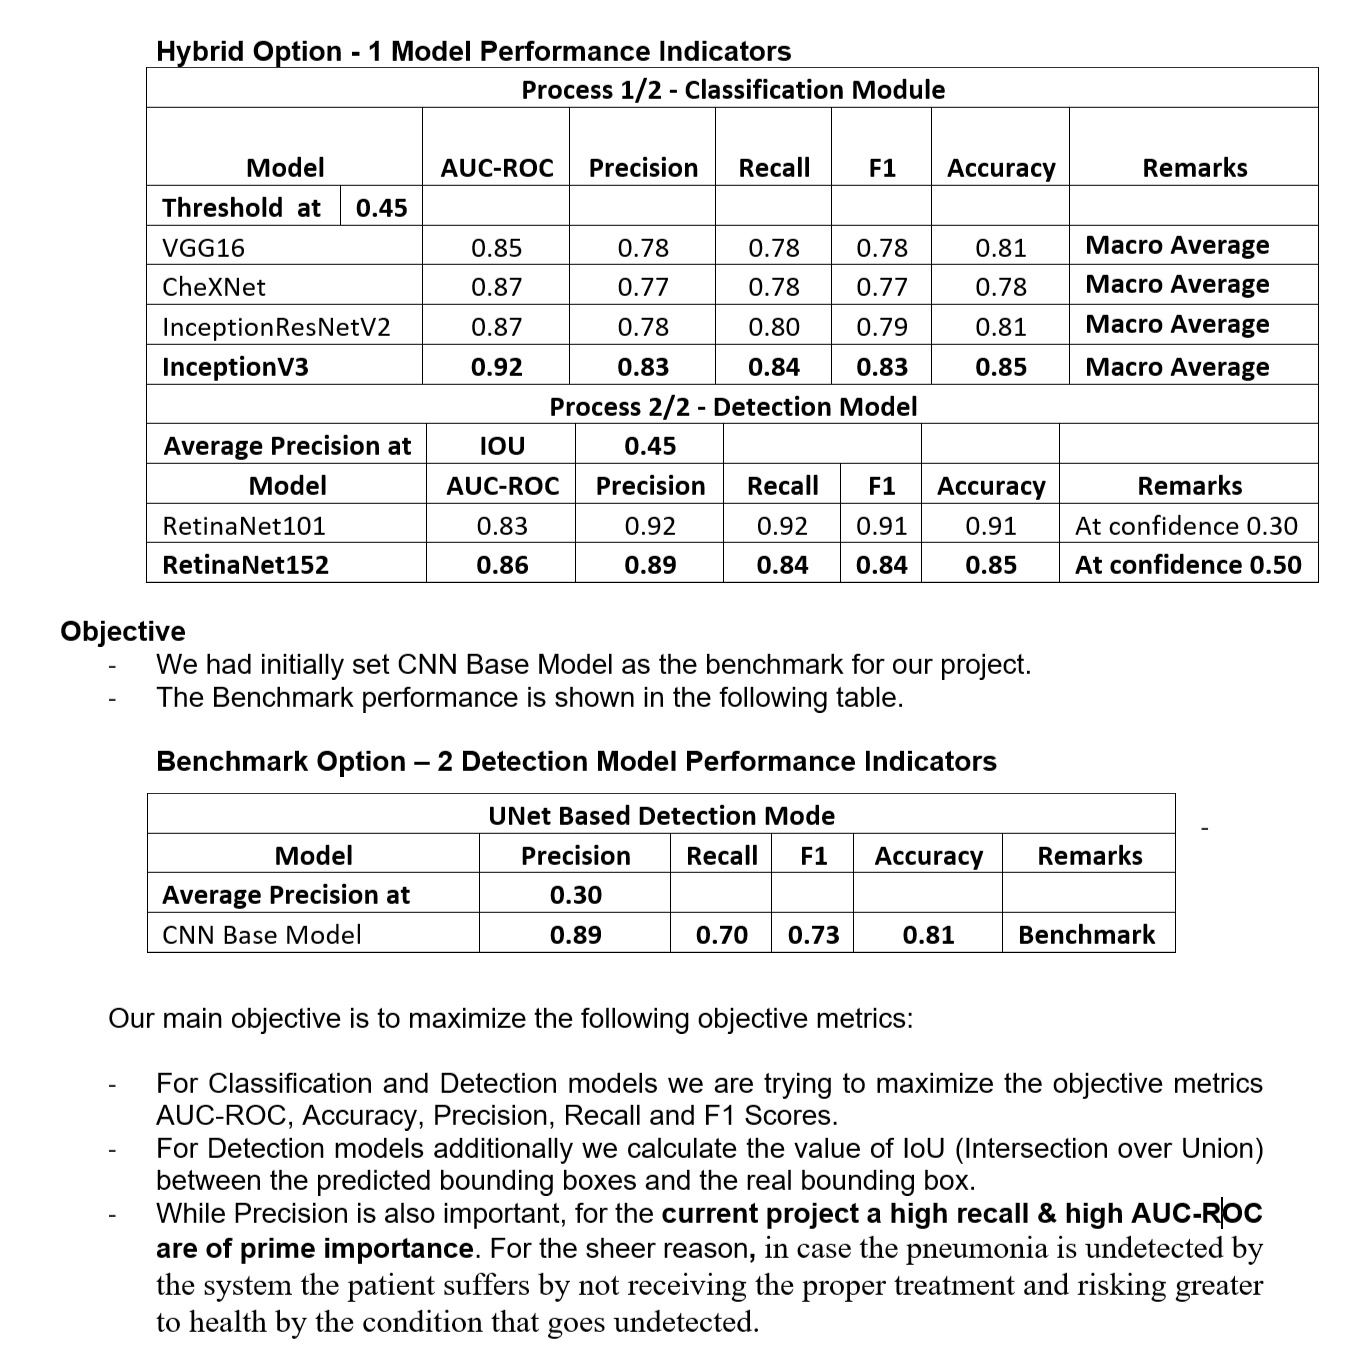 Hybrid Option - 1 Model Performance Indicators
Process 1/2 - Classification Module
Model AUC-ROC Precision Recall F1 Accuracy Remarks
Threshold at 0.45
VGG16 0.85 0.78 0.78 0.78 0.81 Macro Average
CheXNet 0.87 0.77 0.78 0.77 0.78 Macro Average
InceptionResNetV2 0.87 0.78 0.80 0.79 0.81 Macro Average
InceptionV3 0.92 0.83 0.84 0.83 0.85 Macro Average
Process 2/2 - Detection Model
Average Precision at IOU 0.45
Model AUC-ROC Precision Recall F1 Accuracy Remarks
RetinaNet101 0.83 0.92 0.92 0.91 0.91 At confidence 0.30
RetinaNet152 0.86 0.89 0.84 0.84 0.85 At confidence 0.50
Objective
- We had initially set CNN Base Model as the benchmark for our project.
- The Benchmark performance is shown in the following table.
Benchmark Option – 2 Detection Model Performance Indicators
UNet Based Detection Mode
-
Model Precision Recall F1 Accuracy Remarks
Average Precision at 0.30
CNN Base Model 0.89 0.70 0.73 0.81 Benchmark
Our main objective is to maximize the following objective metrics:
- For Classification and Detection models we are trying to maximize the objective metrics
AUC-ROC, Accuracy, Precision, Recall and F1 Scores.
- For Detection models additionally we calculate the value of IoU (Intersection over Union)
between the predicted bounding boxes and the real bounding box.
- While Precision is also important, for the current project a high recall & high AUC-ROC
are of prime importance. For the sheer reason, in case the pneumonia is undetected by
the system the patient suffers by not receiving the proper treatment and risking greater
to health by the condition that goes undetected.